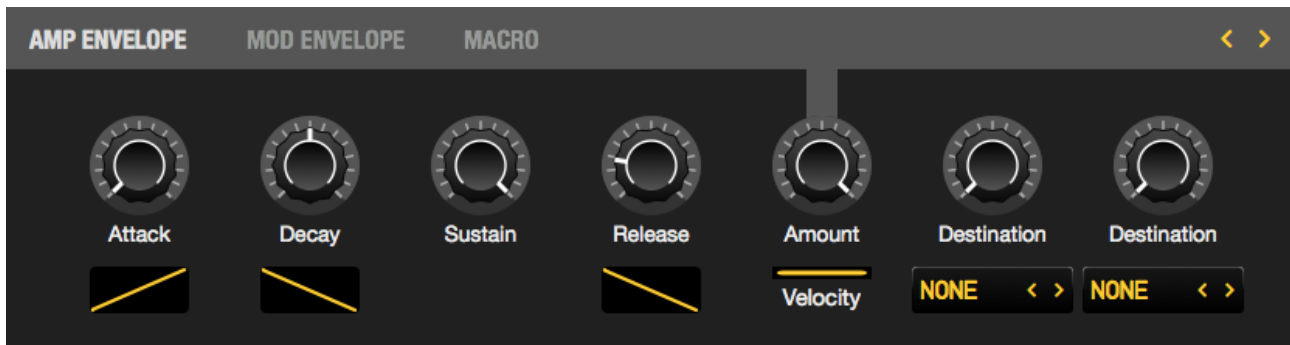 AMP ENVELOPE MOD ENVELOPE MACRO < >
Attack Decay Sustain Release Amount Destination Destination
Velocity NONE < > NONE < >